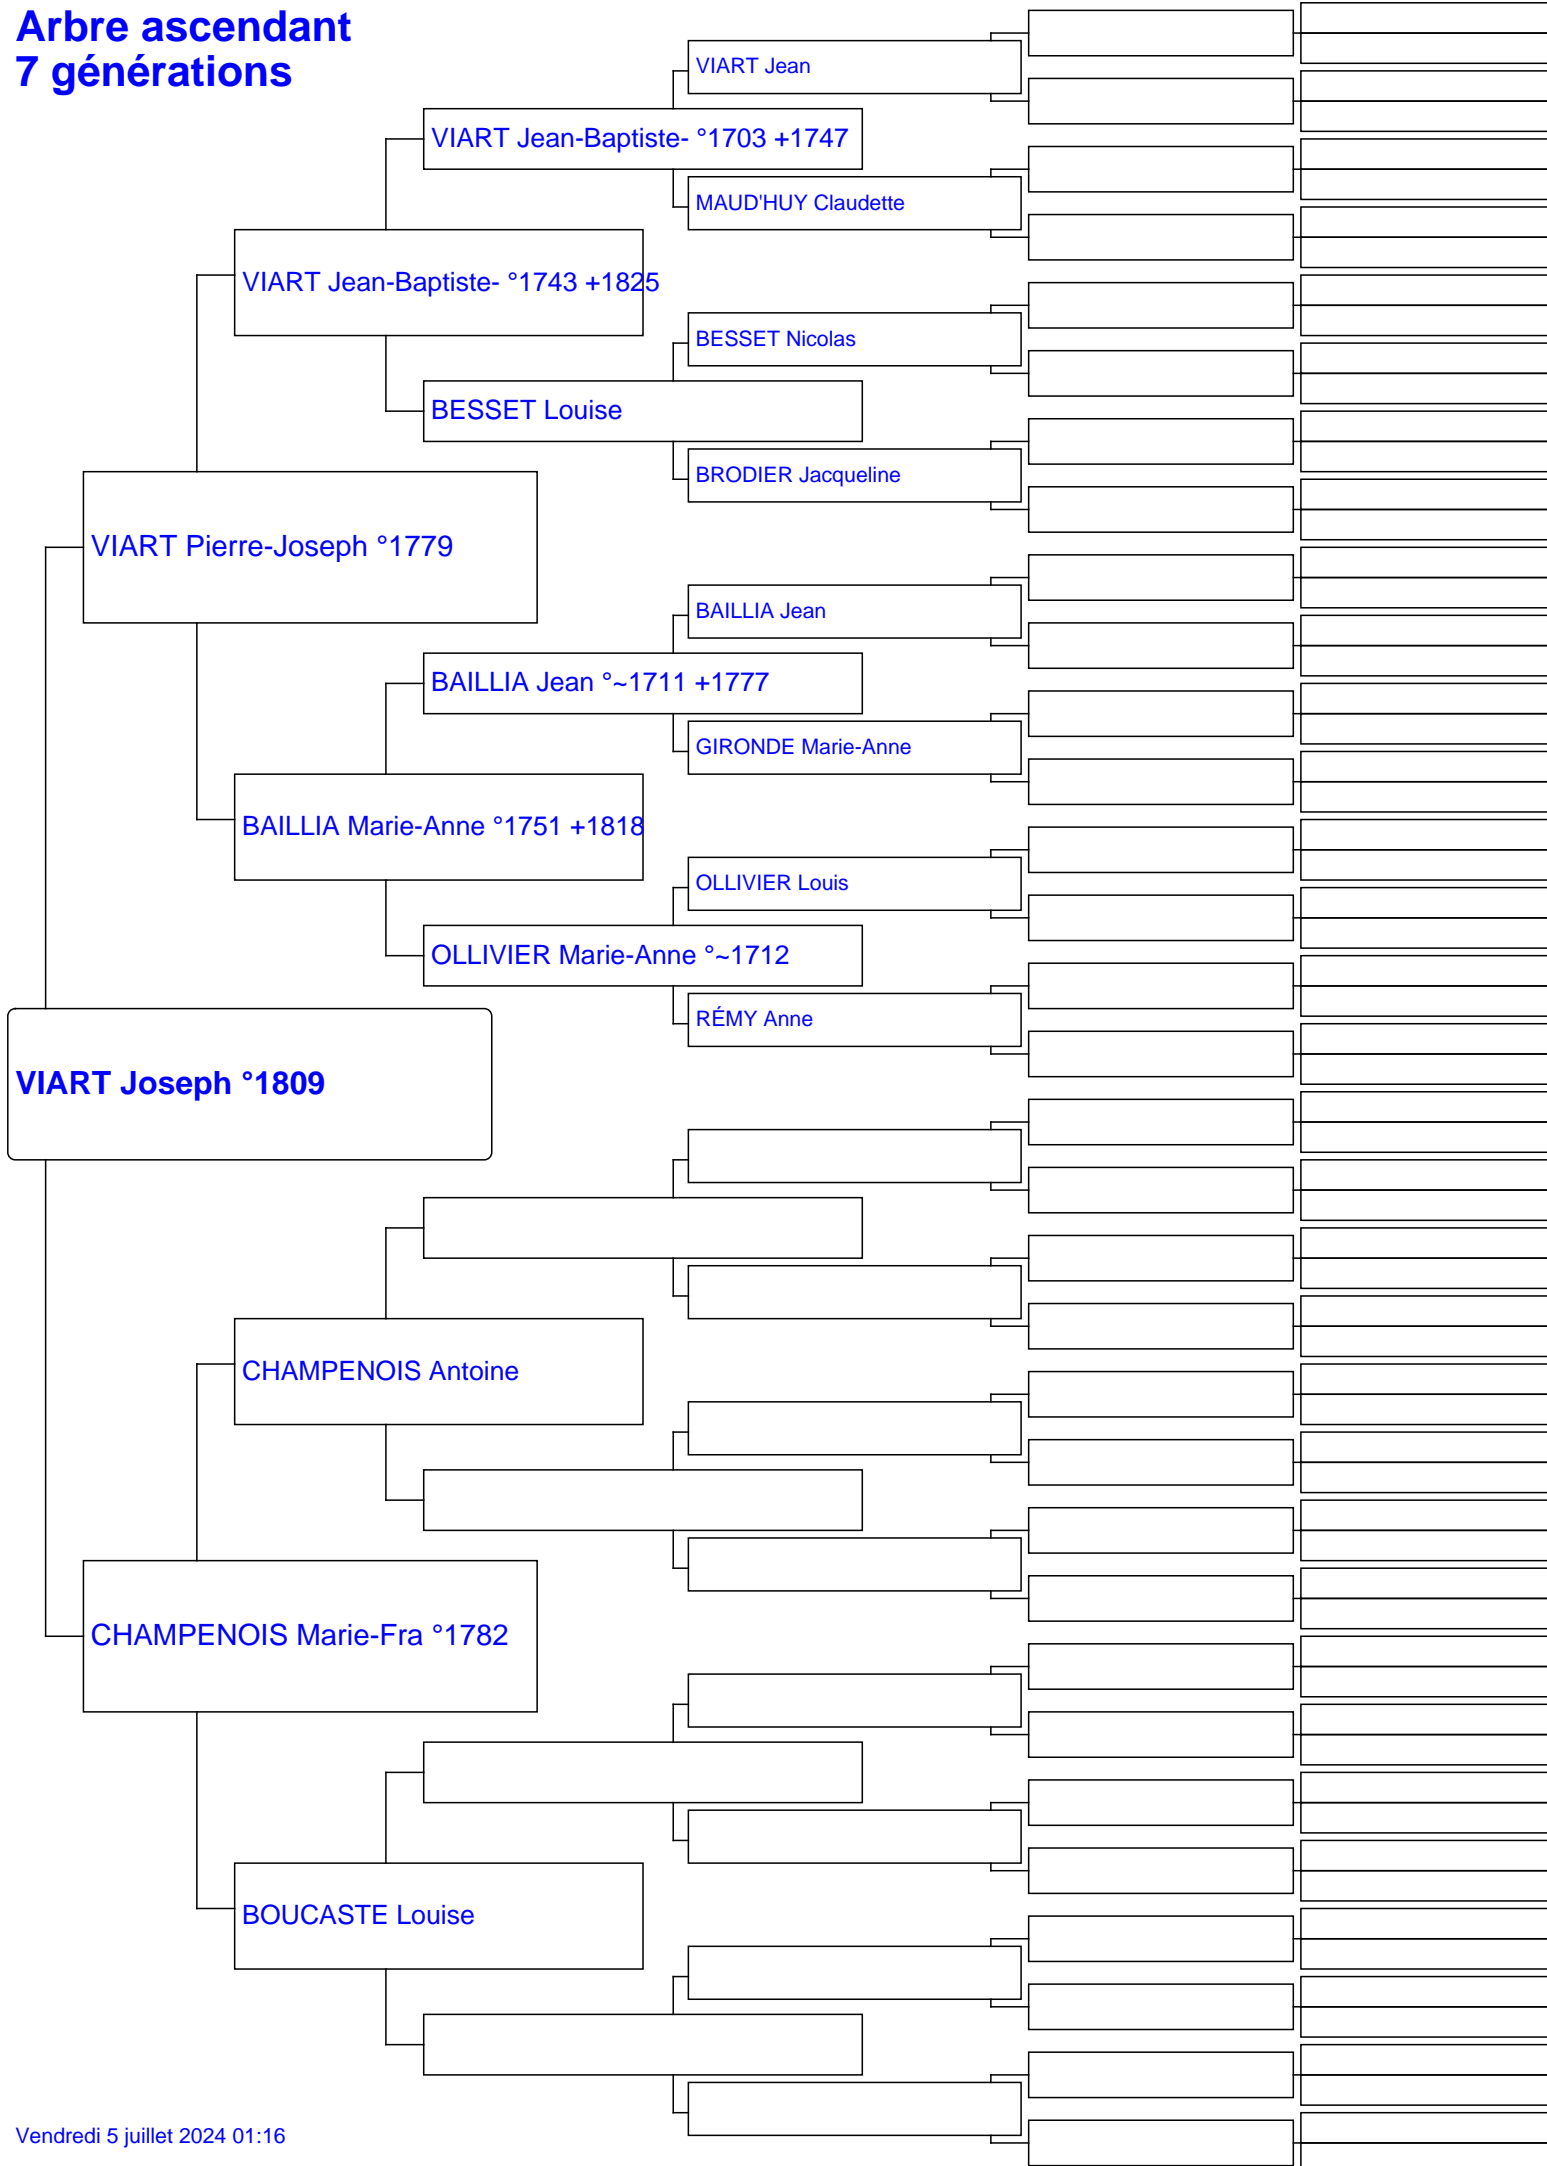 Arbre ascendant
7 générations
VIART Jean
VIART Jean-Baptiste- °1703 +1747
MAUD'HUY Claudette
VIART Jean-Baptiste- °1743 +1825
BESSET Nicolas
BESSET Louise
BRODIER Jacqueline
VIART Pierre-Joseph °1779
BAILLIA Jean
BAILLIA Jean °~1711 +1777
GIRONDE Marie-Anne
BAILLIA Marie-Anne °1751 +1818
OLLIVIER Louis
OLLIVIER Marie-Anne °~1712
RÉMY Anne
VIART Joseph °1809
CHAMPENOIS Antoine
CHAMPENOIS Marie-Fra °1782
BOUCASTE Louise
Vendredi 5 juillet 2024 01:16